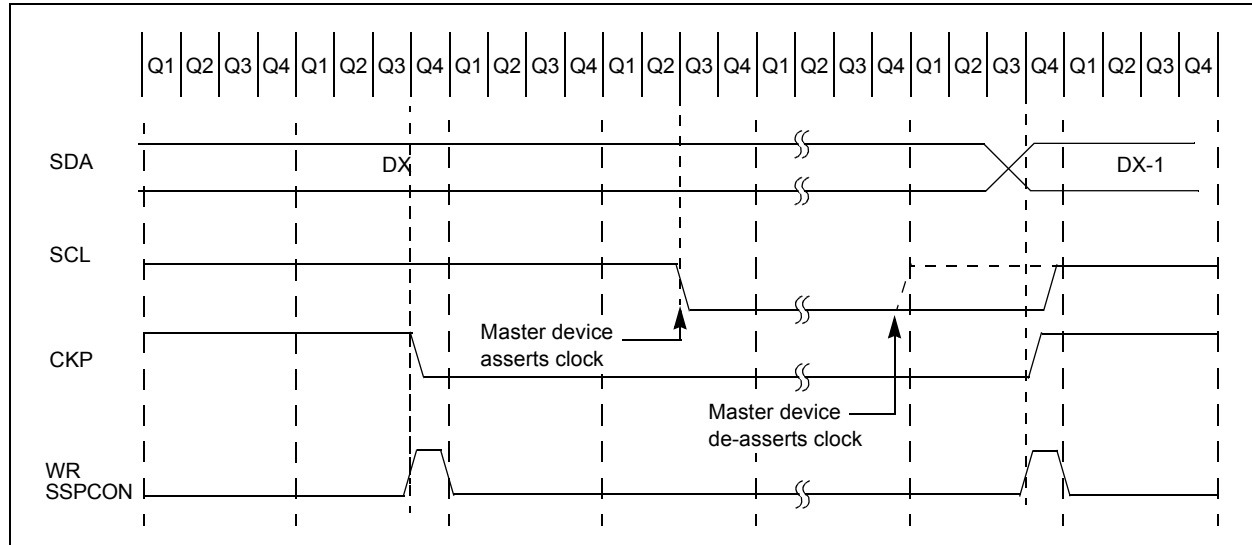 Q1 Q2 Q3 Q4 Q1 Q2 Q3 Q4 Q1 Q2 Q3 Q4 Q1 Q2 Q3 Q4 Q1 Q2 Q3 Q4 Q1 Q2 Q3 Q4 Q1 Q2 Q3 Q4
SDA
DX
DX-1
SCL
Master device
asserts clock
CKP
Master device
de-asserts clock
WR
SSPCON